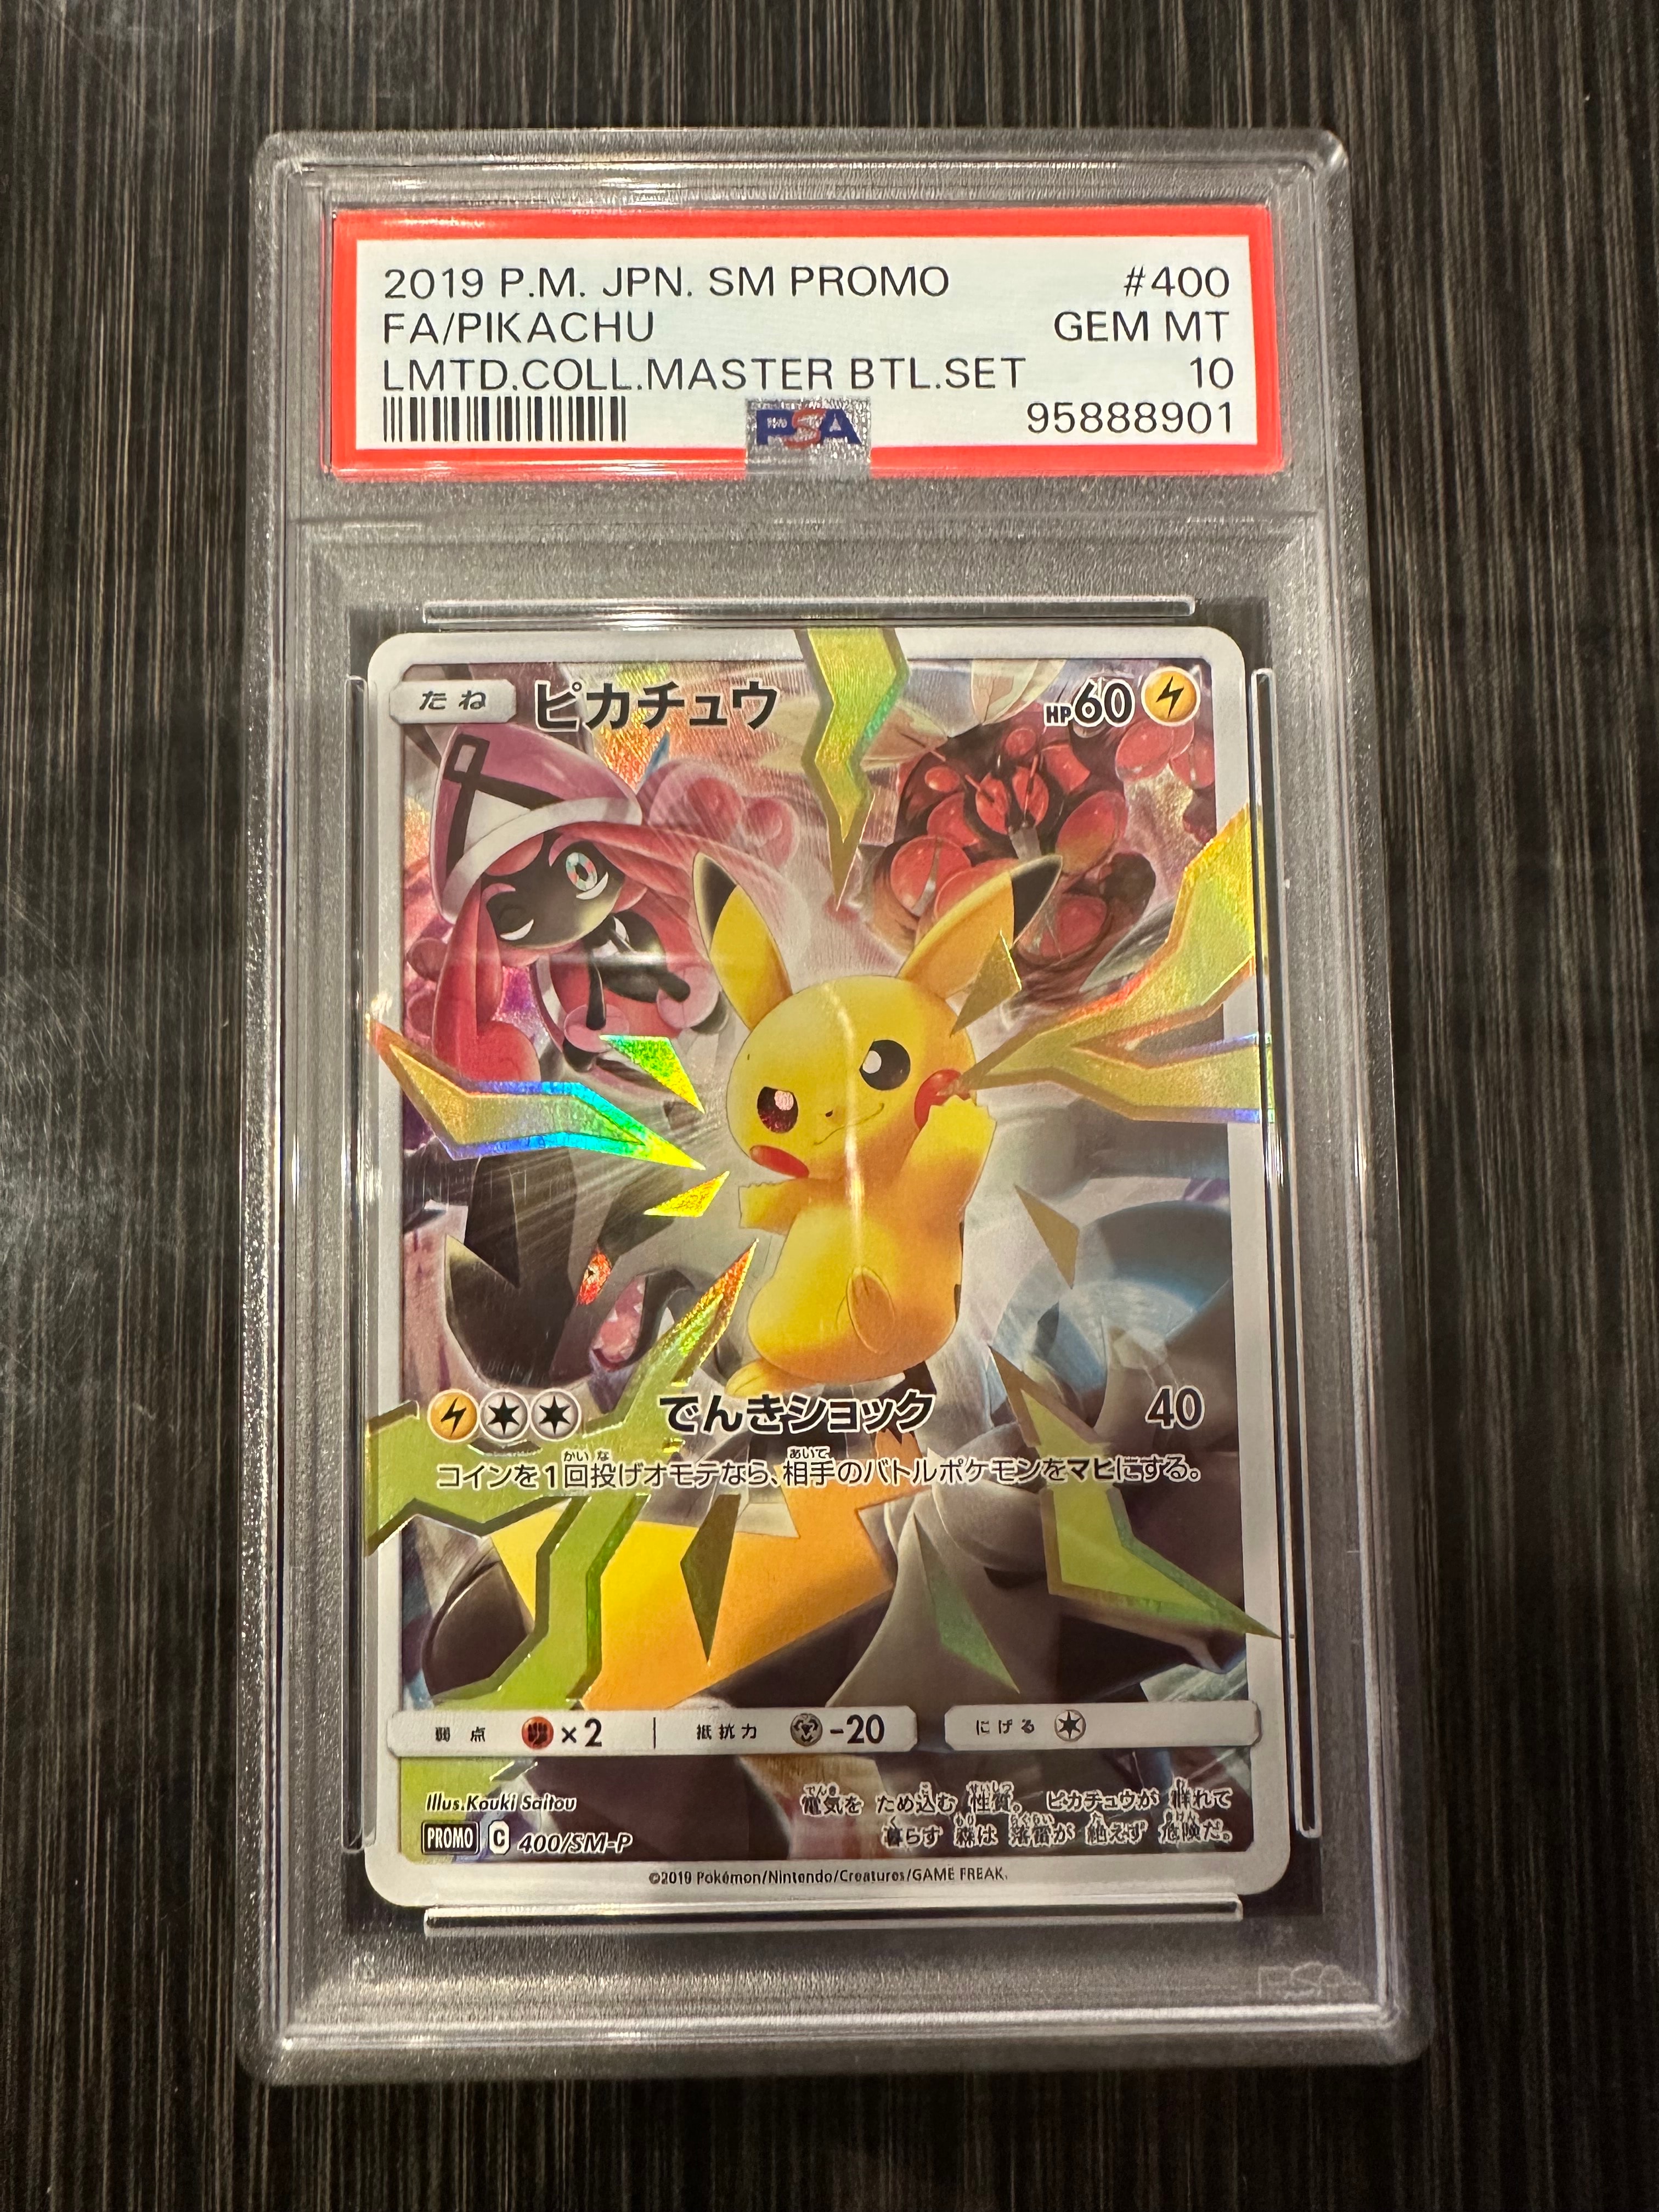 2019 P.M. JPN. SM PROMO #400
FA/PIKACHU GEM MT
LMTD.COLL.MASTER BTL.SET 10
PSA 95888901
たね ピカチュウ HP60
でんきショック 40
コインを1回投げオモテなら、相手のバトルポケモンをマヒにする。
弱点 ×2 抵抗力 -20 にげる
Illus.Kouki Saitou
電気を ため込む 性質。 ピカチュウが 群れて
暮らす 森は 落雷が 絶えず 危険だ。
PROMO C 400/SM-P
©2019 Pokémon/Nintendo/Creatures/GAME FREAK.
PSA